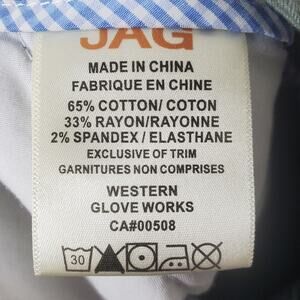 JAG
MADE IN CHINA
FABRIQUE EN CHINE
65% COTTON/ COTON
33% RAYON/RAYONNE
2% SPANDEX / ELASTHANE
EXCLUSIVE OF TRIM
GARNITURES NON COMPRISES
WESTERN
GLOVE WORKS
CA#00508
30